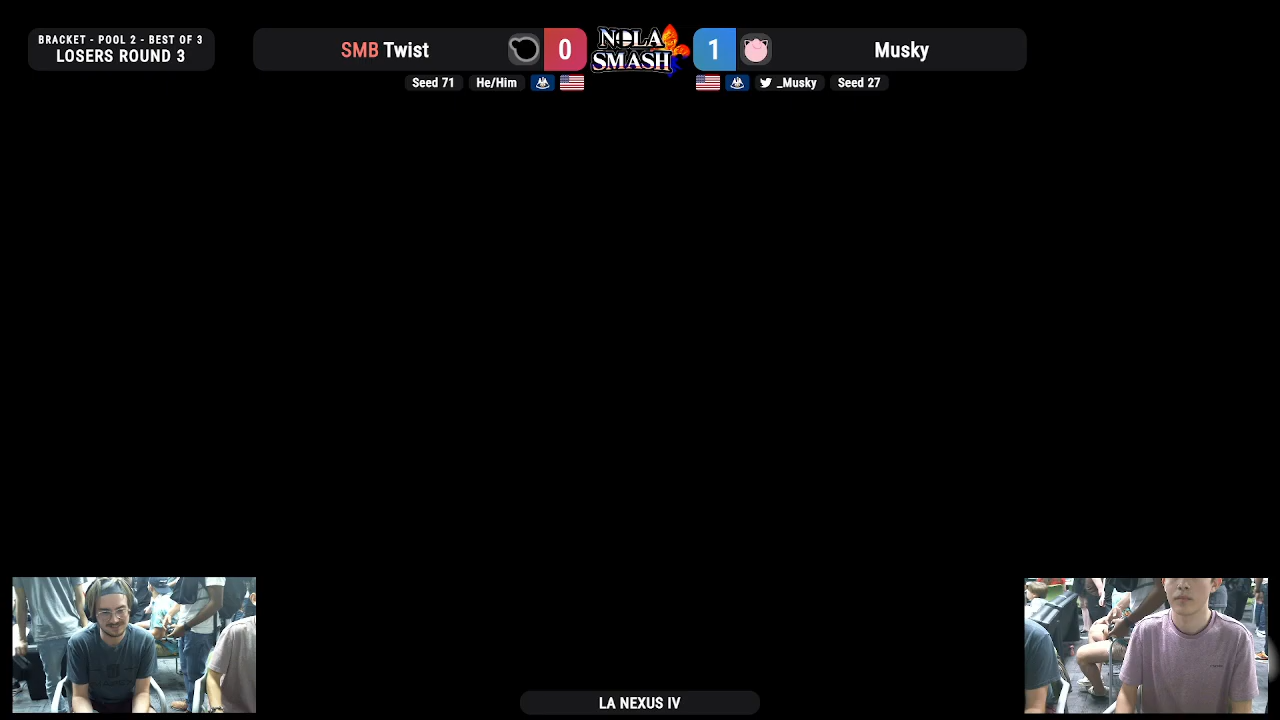 BRACKET - POOL 2 - BEST OF 3
LOSERS ROUND 3
SMB Twist
0
NOLA
SMASH
1
Musky
Seed 71
He/Him
_Musky
Seed 27
LA NEXUS IV